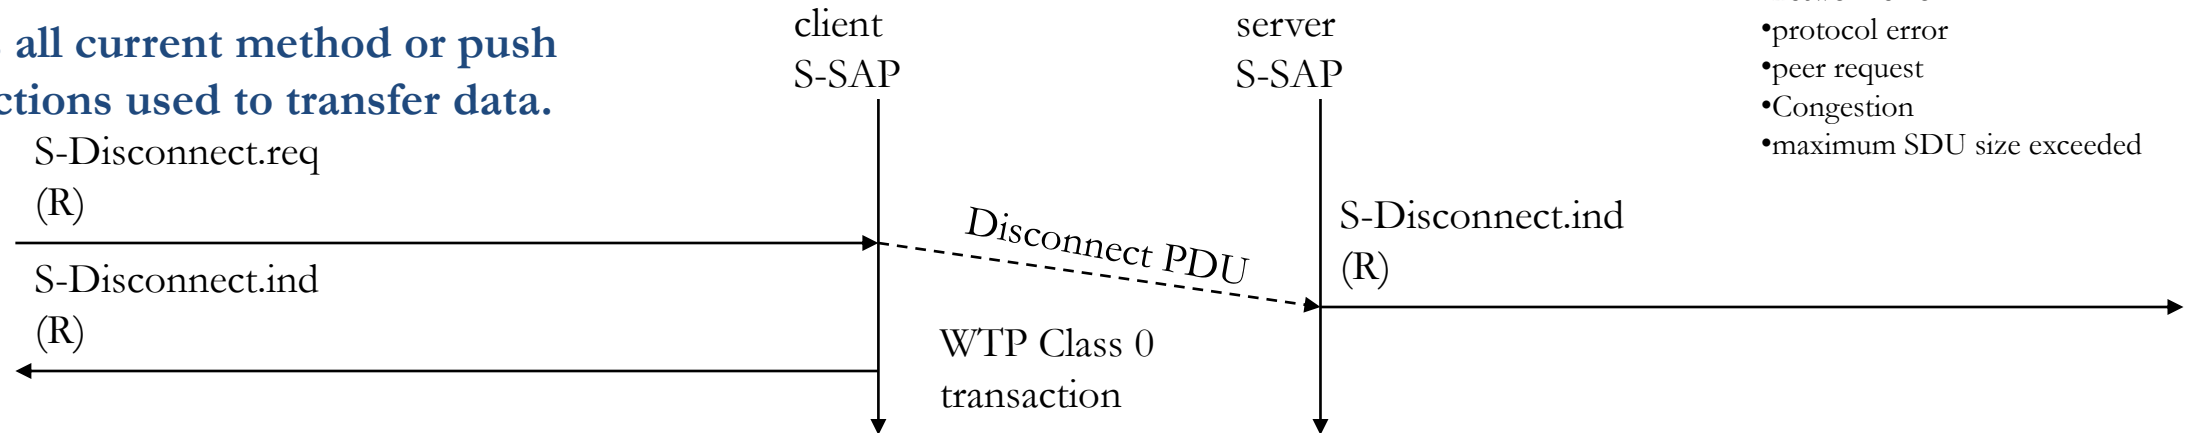 all current method or push
ctions used to transfer data.
S-Disconnect.req
(R)
S-Disconnect.ind
(R)
client
S-SAP
server
S-SAP
Disconnect PDU
WTP Class 0
transaction
S-Disconnect.ind
(R)
•protocol error
•peer request
•Congestion
•maximum SDU size exceeded